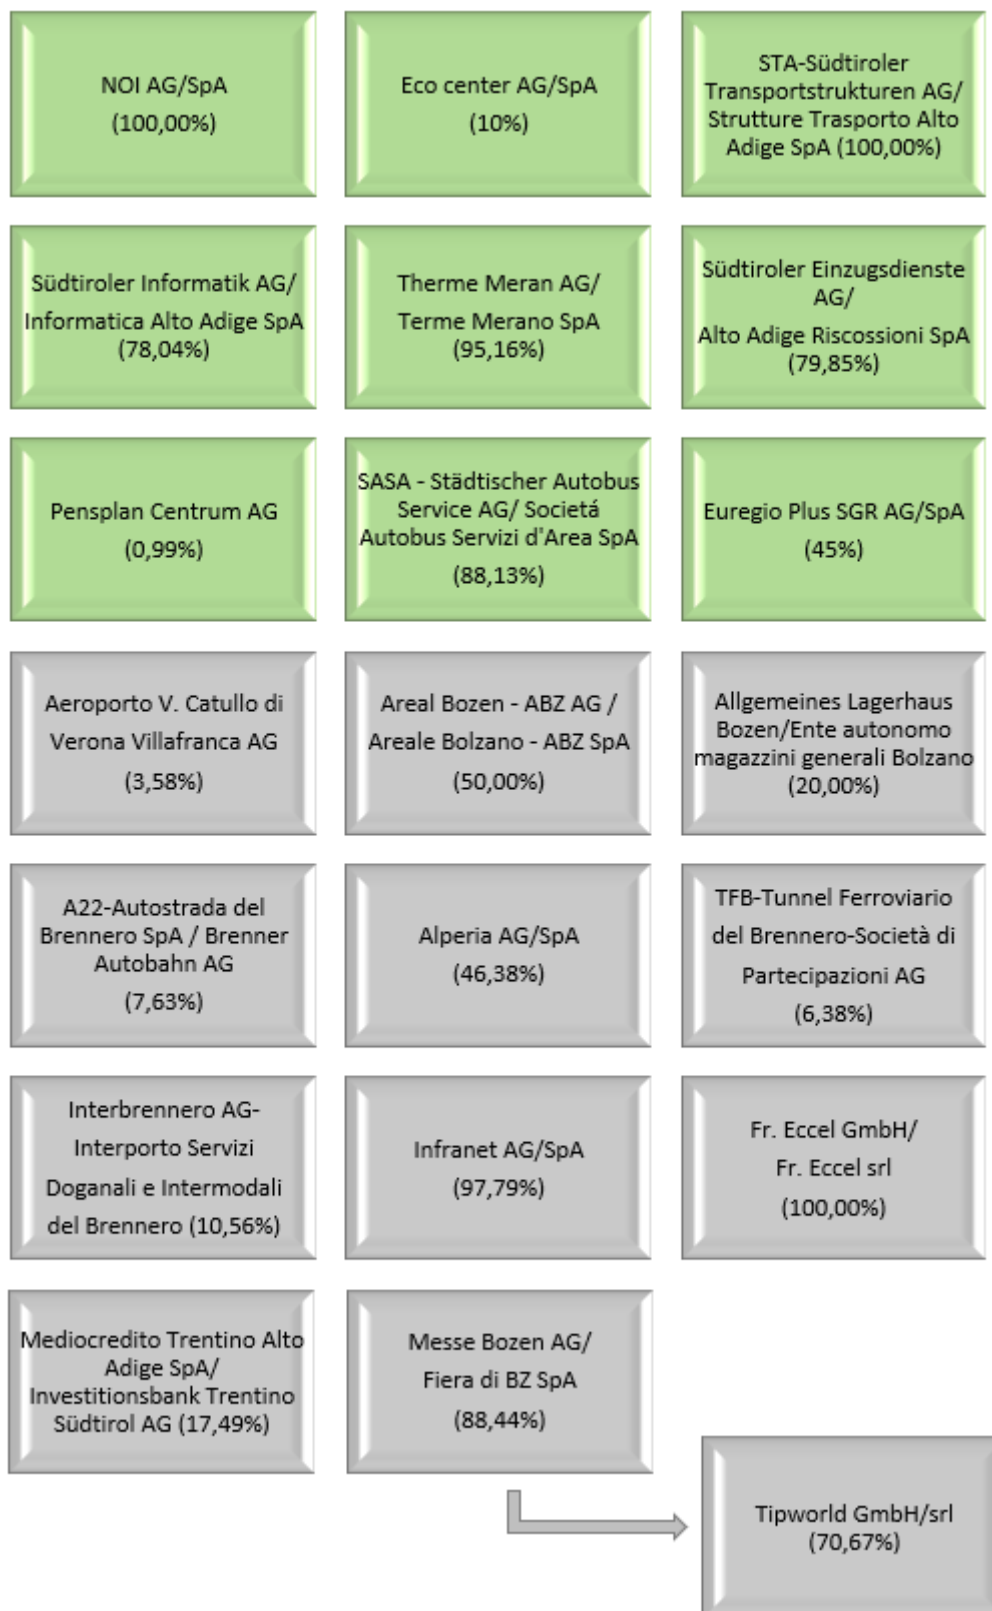 NOI AG/SpA
(100,00%)
Eco center AG/SpA
(10%)
STA-Südtiroler
Transportstrukturen AG/
Strutture Trasporto Alto
Adige SpA (100,00%)
Südtiroler Informatik AG/
Informatica Alto Adige SpA
(78,04%)
Therme Meran AG/
Terme Merano SpA
(95,16%)
Südtiroler Einzugsdienste
AG/
Alto Adige Riscossioni SpA
(79,85%)
Pensplan Centrum AG
(0,99%)
SASA - Städtischer Autobus
Service AG/ Societá
Autobus Servizi d'Area SpA
(88,13%)
Euregio Plus SGR AG/SpA
(45%)
Aeroporto V. Catullo di
Verona Villafranca AG
(3,58%)
Areal Bozen - ABZ AG /
Areale Bolzano - ABZ SpA
(50,00%)
Allgemeines Lagerhaus
Bozen/Ente autonomo
magazzini generali Bolzano
(20,00%)
A22-Autostrada del
Brennero SpA / Brenner
Autobahn AG
(7,63%)
Alperia AG/SpA
(46,38%)
TFB-Tunnel Ferroviario
del Brennero-Società di
Partecipazioni AG
(6,38%)
Interbrennero AG-
Interporto Servizi
Doganali e Intermodali
del Brennero (10,56%)
Infranet AG/SpA
(97,79%)
Fr. Eccel GmbH/
Fr. Eccel srl
(100,00%)
Mediocredito Trentino Alto
Adige SpA/
Investitionsbank Trentino
Südtirol AG (17,49%)
Messe Bozen AG/
Fiera di BZ SpA
(88,44%)
Tipworld GmbH/srl
(70,67%)